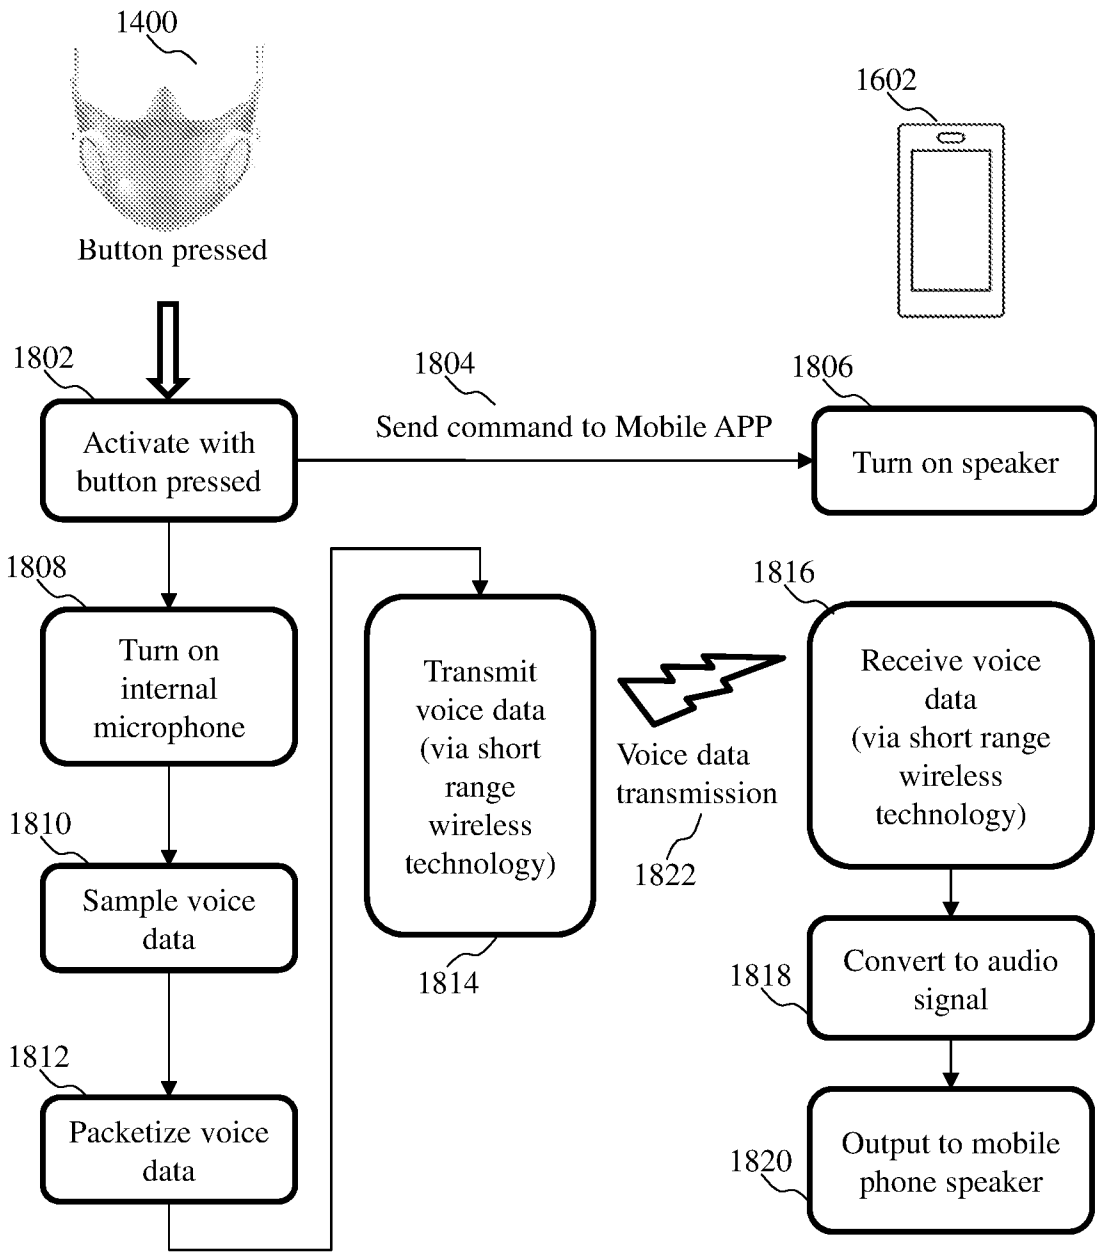 1400
Button pressed
1602
1802
Activate with
button pressed
1804
Send command to Mobile APP
1806
Turn on speaker
1808
Turn on
internal
microphone
1810
Sample voice
data
1812
Packetize voice
data
Transmit
voice data
(via short
range
wireless
technology)
1814
Voice data
transmission
1822
1816
Receive voice
data
(via short range
wireless
technology)
1818
Convert to audio
signal
1820
Output to mobile
phone speaker